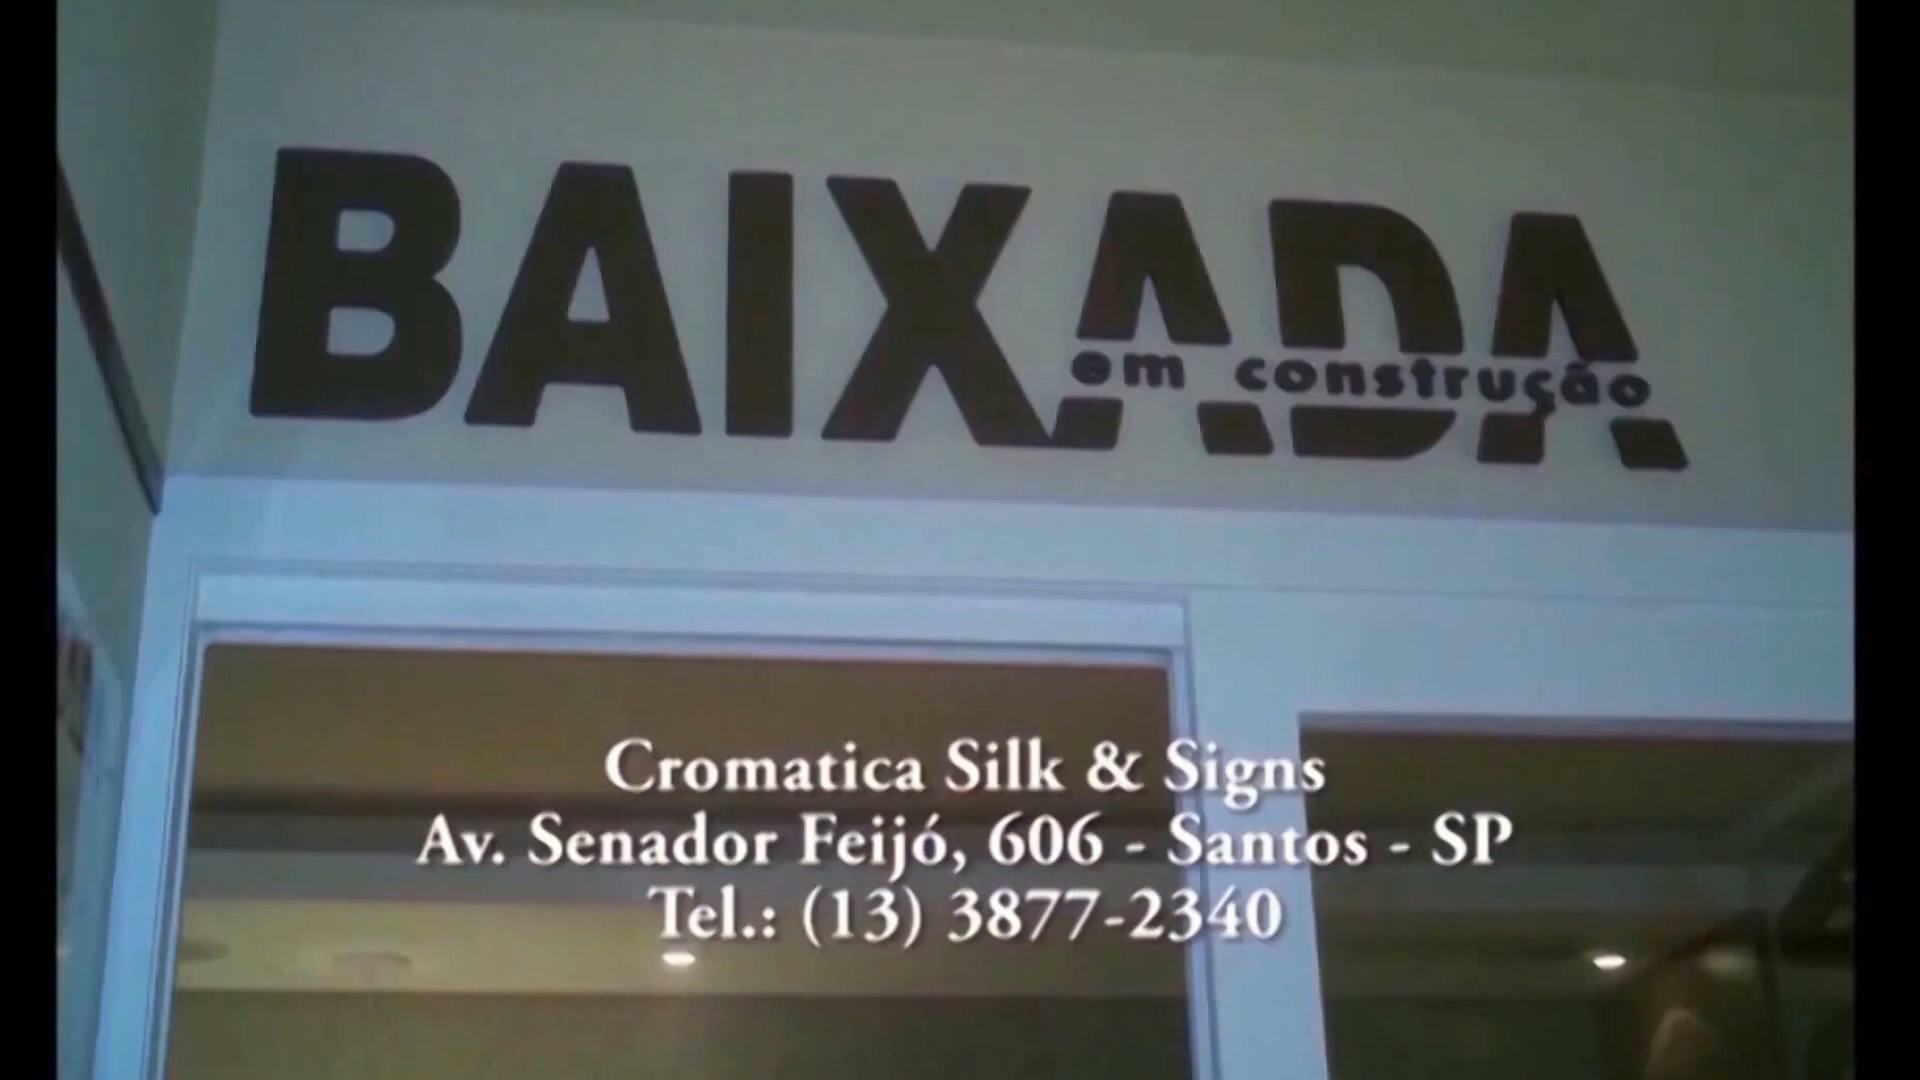 BAIXADA
em construção
Cromatica Silk & Signs
Av. Senador Feijó, 606 - Santos - SP
Tel.: (13) 3877-2340